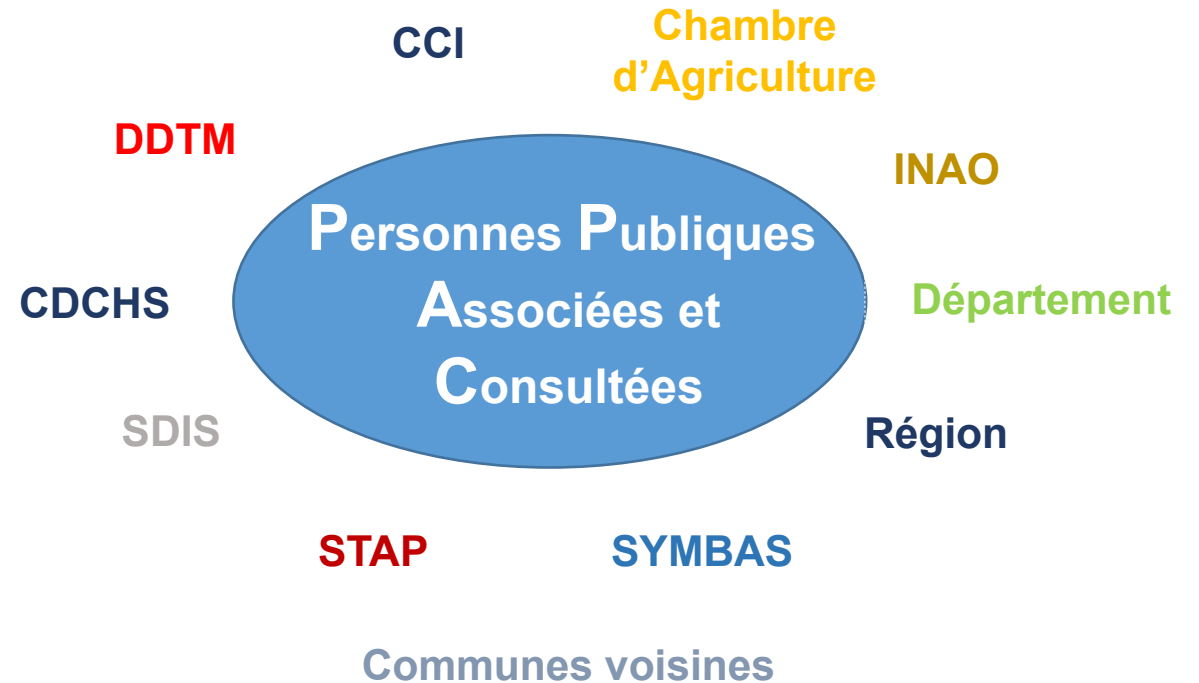 CCI
Chambre
d’Agriculture
DDTM
INAO
Personnes Publiques
Associées et
Consultées
CDCHS
Département
SDIS
Région
STAP
SYMBAS
Communes voisines